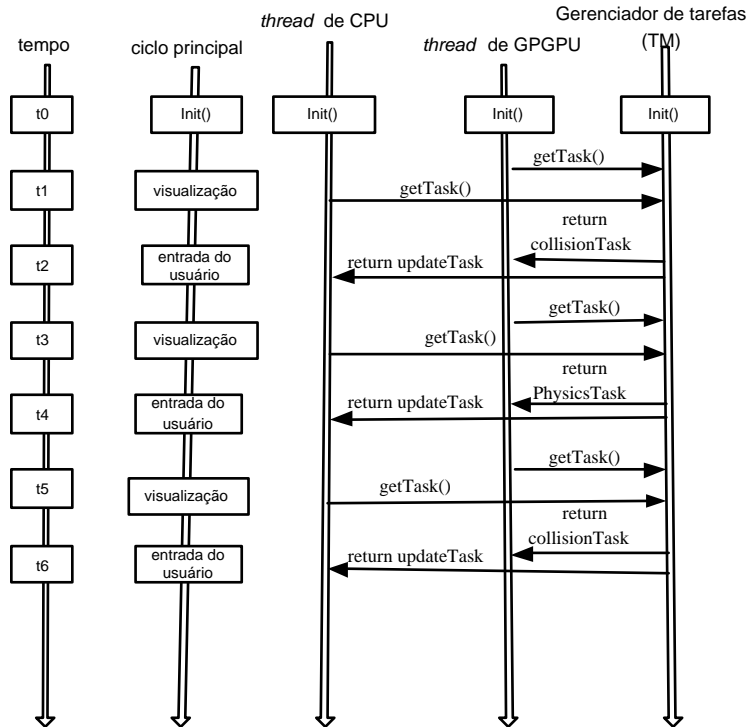 tempo
ciclo principal
thread de CPU
thread de GPGPU
Gerenciador de tarefas
(TM)
t0
Init()
Init()
Init()
Init()
getTask()
t1
visualização
getTask()
return
collisionTask
t2
entrada do
usuário
return updateTask
getTask()
t3
visualização
getTask()
return
PhysicsTask
t4
entrada do
usuário
return updateTask
getTask()
t5
visualização
getTask()
return
collisionTask
t6
entrada do
usuário
return updateTask